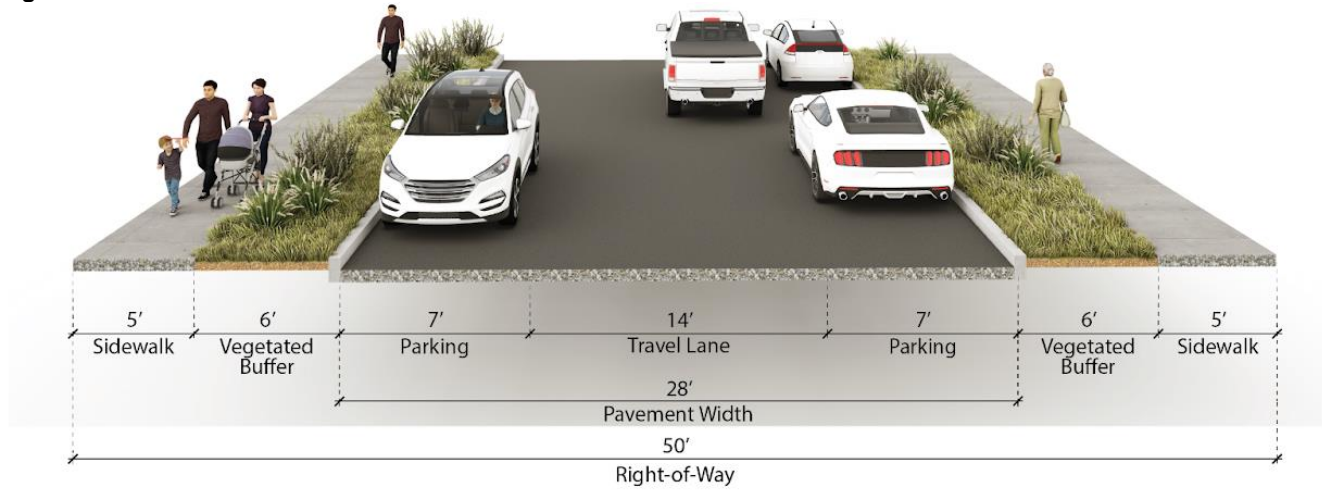 5’ 6’ 7’ 14’ 7’ 6’ 5’
Sidewalk Vegetated Parking Travel Lane Parking Vegetated Sidewalk
Buffer Buffer
28’
Pavement Width
50’
Right-of-Way